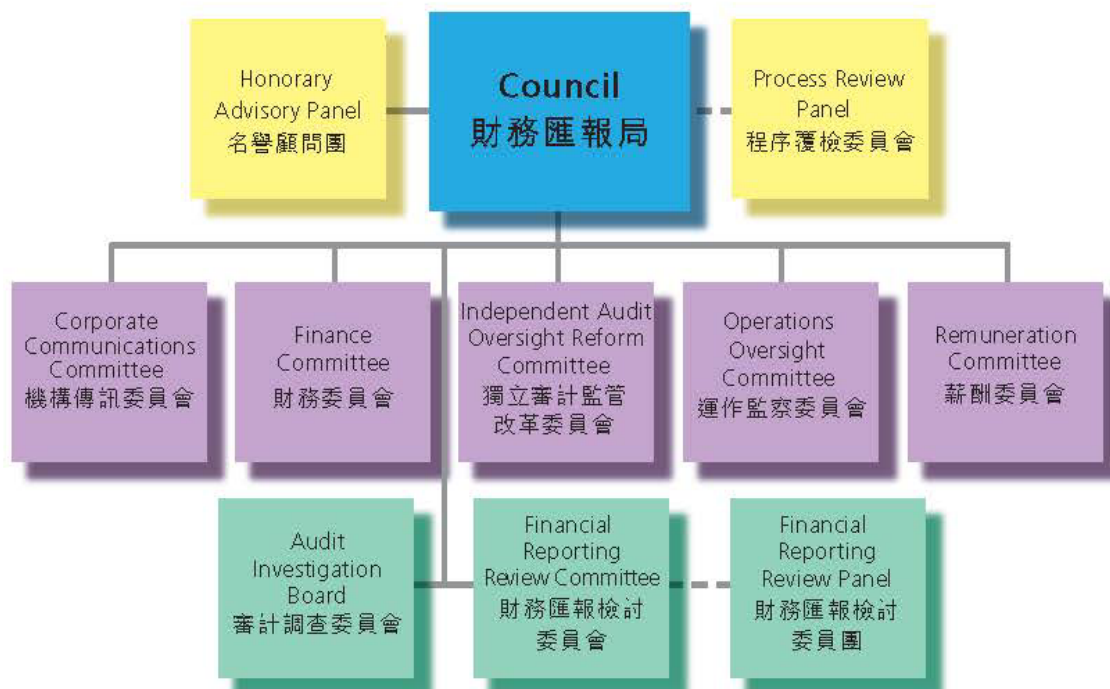 Honorary
Advisory Panel
名譽顧問團
Council
財務匯報局
Process Review
Panel
程序覆檢委員會
Corporate
Communications
Committee
機構傳訊委員會
Finance
Committee
財務委員會
Independent Audit
Oversight Reform
Committee
獨立審計監管
改革委員會
Operations
Oversight
Committee
運作監察委員會
Remuneration
Committee
薪酬委員會
Audit
Investigation
Board
審計調查委員會
Financial
Reporting
Review Committee
財務匯報檢討
委員會
Financial
Reporting
Review Panel
財務匯報檢討
委員團